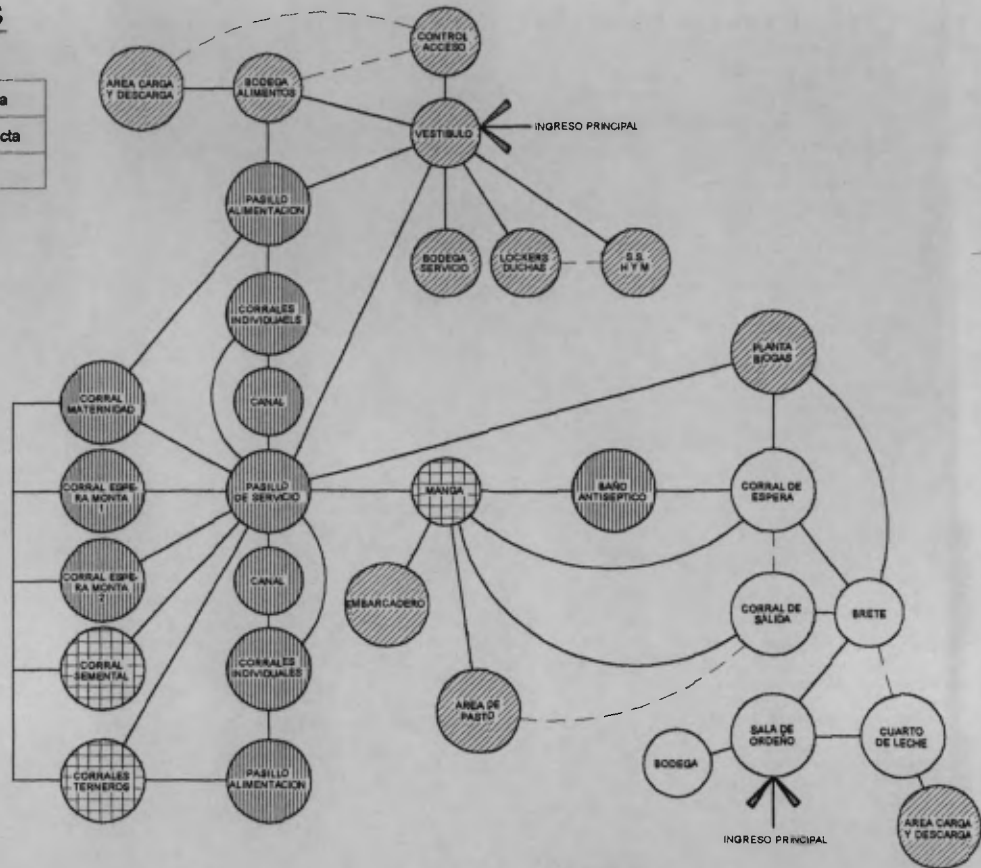 CONTROL
ACCESO
AREA CARGA
Y DESCARGA
BODEGA
ALIMENTOS
VESTIBULO
INGRESO PRINCIPAL
PASILLO
ALIMENTACION
BODEGA
SERVICIO
LOCKERS
DUCHAS
S.S.
H Y M
CORRALES
INDIVIDUAELS
PLANTA
BIOGAS
CORRAL
MATERNIDAD
CANAL
CORRAL ESPE-
RA MONTA
1
PASILLO
DE SERVICIO
MANGA
BAÑO
ANTISEPTICO
CORRAL DE
ESPERA
CORRAL ESPE-
RA MONTA
2
CANAL
EMBARCADERO
CORRAL DE
SALIDA
BRETE
CORRAL
SEMENTAL
CORRALES
INDIVIDUALES
AREA DE
PASTO
SALA DE
ORDEÑO
CUARTO
DE LECHE
BODEGA
CORRALES
TERNEROS
PASILLO
ALIMENTACION
AREA CARGA
Y DESCARGA
INGRESO PRINCIPAL